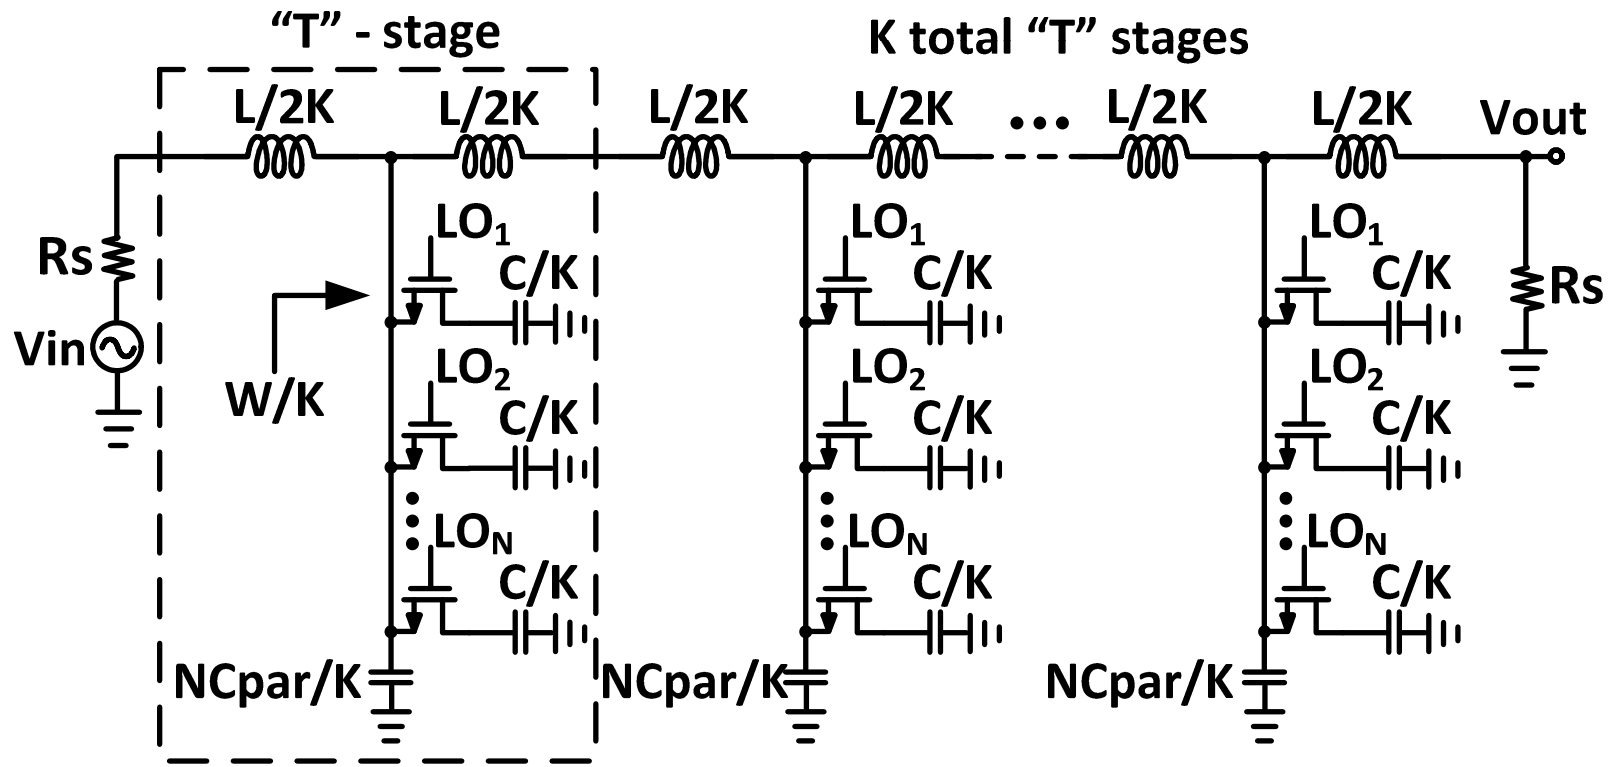 “T” - stage
K total “T” stages
L/2K
L/2K
L/2K
L/2K
L/2K
L/2K
Vout
Rs
Vin
W/K
LO₁
C/K
LO₂
C/K
LON
C/K
NCpar/K
LO₁
C/K
LO₂
C/K
LON
C/K
NCpar/K
LO₁
C/K
LO₂
C/K
LON
C/K
NCpar/K
Rs